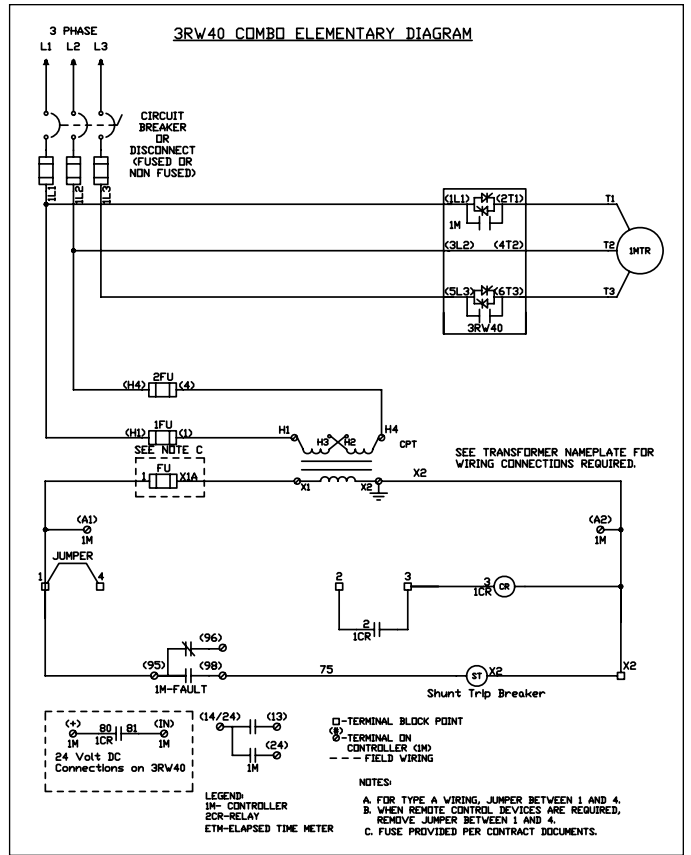 3RW40 COMBO ELEMENTARY DIAGRAM
3 PHASE
L1 L2 L3
CIRCUIT
BREAKER
OR
DISCONNECT
(FUSED OR
NON FUSED)
1L1
1L2
1L3
(1L1) (2T1) T1
1M
(3L2) (4T2) T2
1MTR
(5L3) (6T3) T3
3RW40
2FU
(H4) (4)
1FU
(H1) (1) H1 H3 H2 H4
CPT
SEE NOTE C
SEE TRANSFORMER NAMEPLATE FOR
WIRING CONNECTIONS REQUIRED.
FU
1 X1A X1 X2 X2
(A1) (A2)
1M 1M
JUMPER
1 4 2 3 3
CR
1CR
2
1CR
(96)
(95) (98) 75 ST X2 X2
1M-FAULT
Shunt Trip Breaker
(+) 80 81 (IN)
1M 1CR 1M
24 Volt DC
Connections on 3RW40
(14/24) (13)
(24)
1M
□-TERMINAL BLOCK POINT
(#)
⊘-TERMINAL ON
CONTROLLER (1M)
---- FIELD WIRING
LEGEND:
1M- CONTROLLER
2CR-RELAY
ETM-ELAPSED TIME METER
NOTES:
A. FOR TYPE A WIRING, JUMPER BETWEEN 1 AND 4.
B. WHEN REMOTE CONTROL DEVICES ARE REQUIRED,
REMOVE JUMPER BETWEEN 1 AND 4.
C. FUSE PROVIDED PER CONTRACT DOCUMENTS.